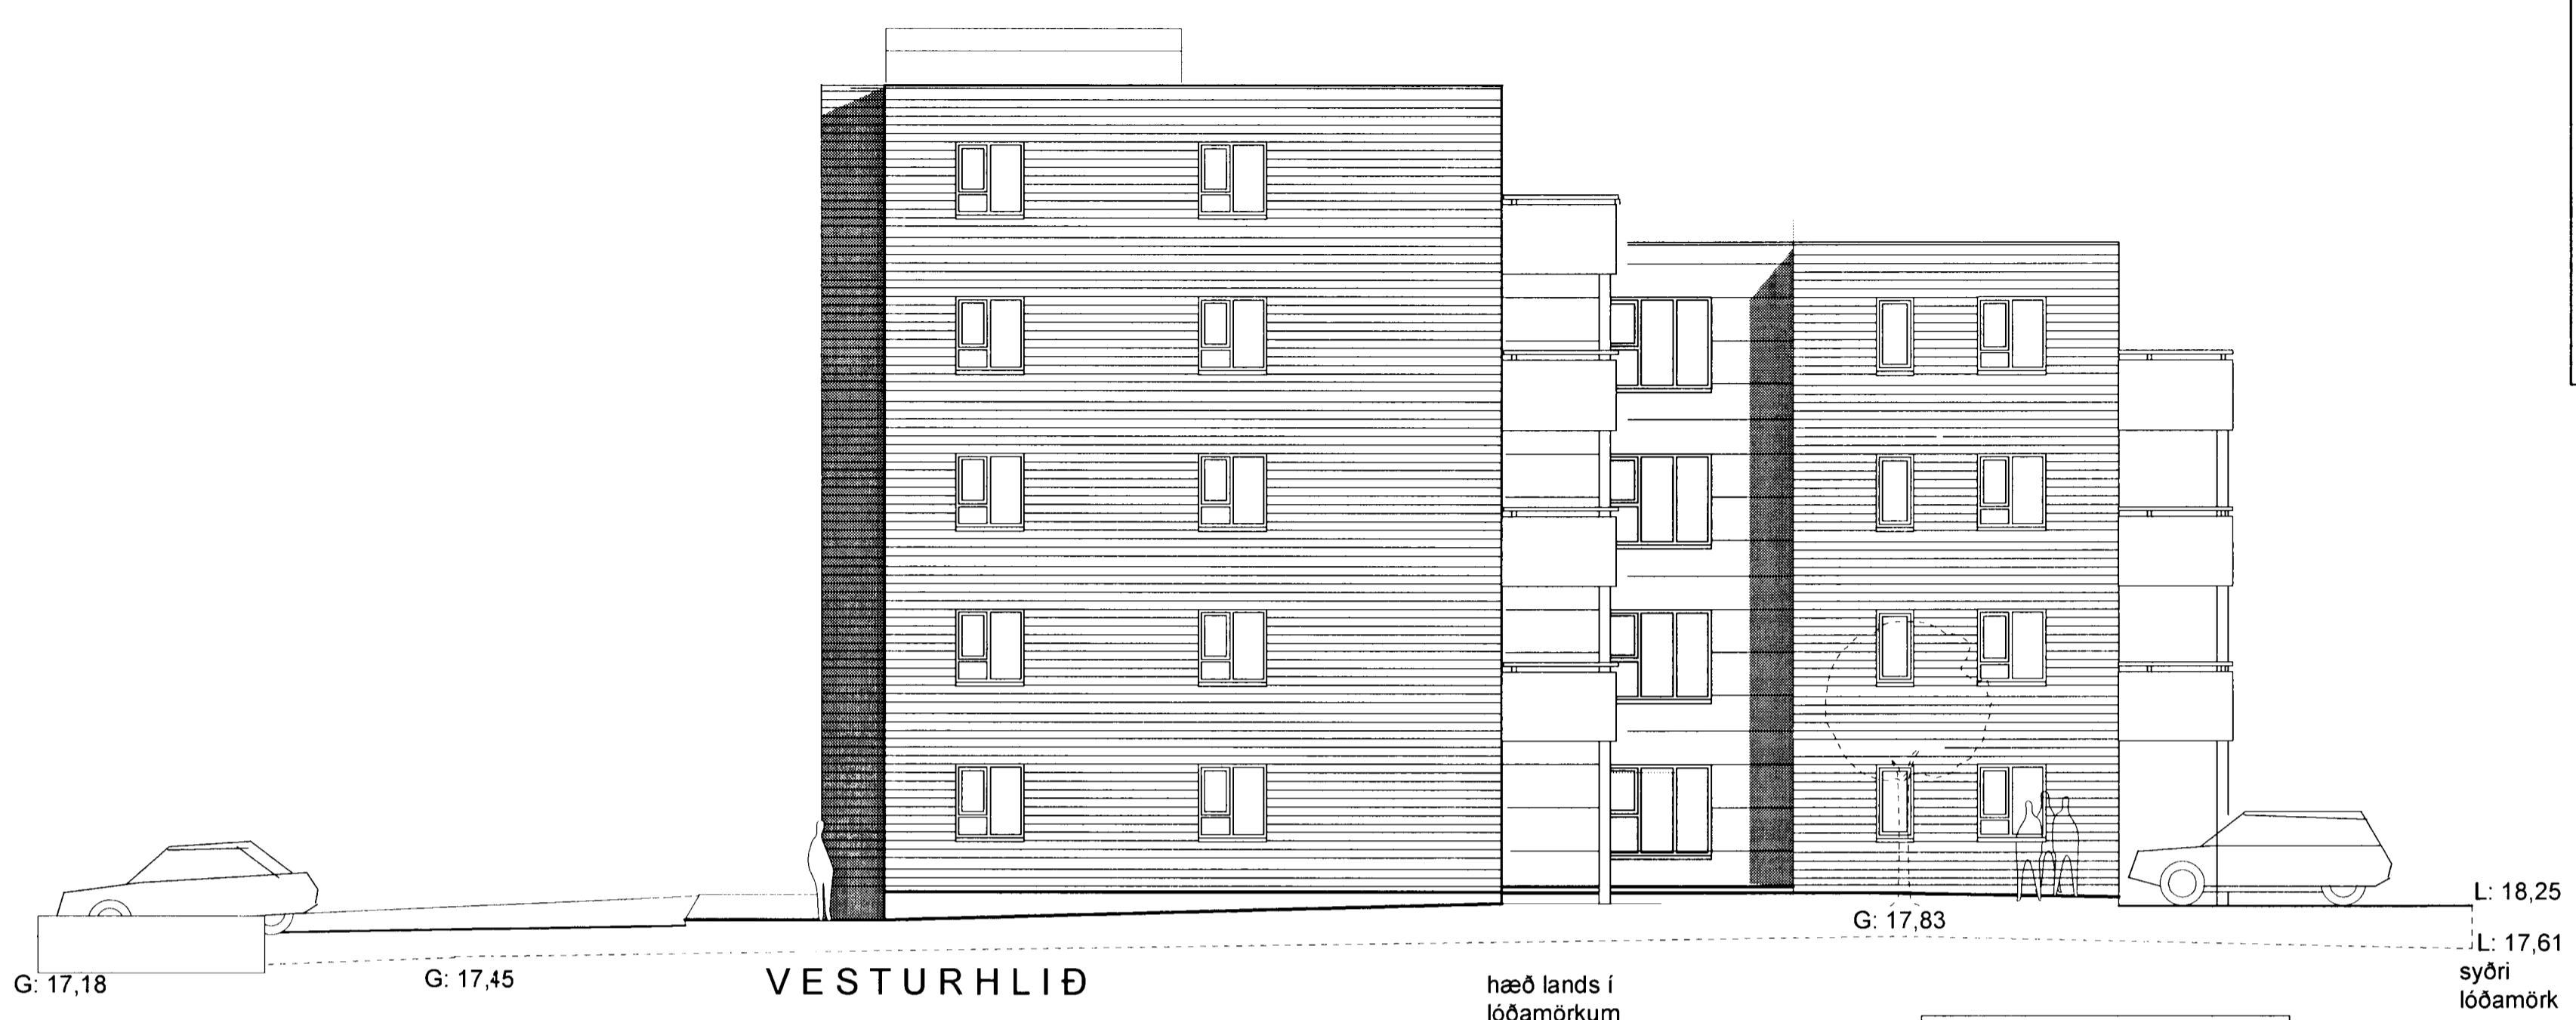 L: 18,25
G: 17,83
L: 17,61
G: 17,18
G: 17,45
VESTURHLIÐ
hæð lands í
lóðamörkum
syðri
lóðamörk